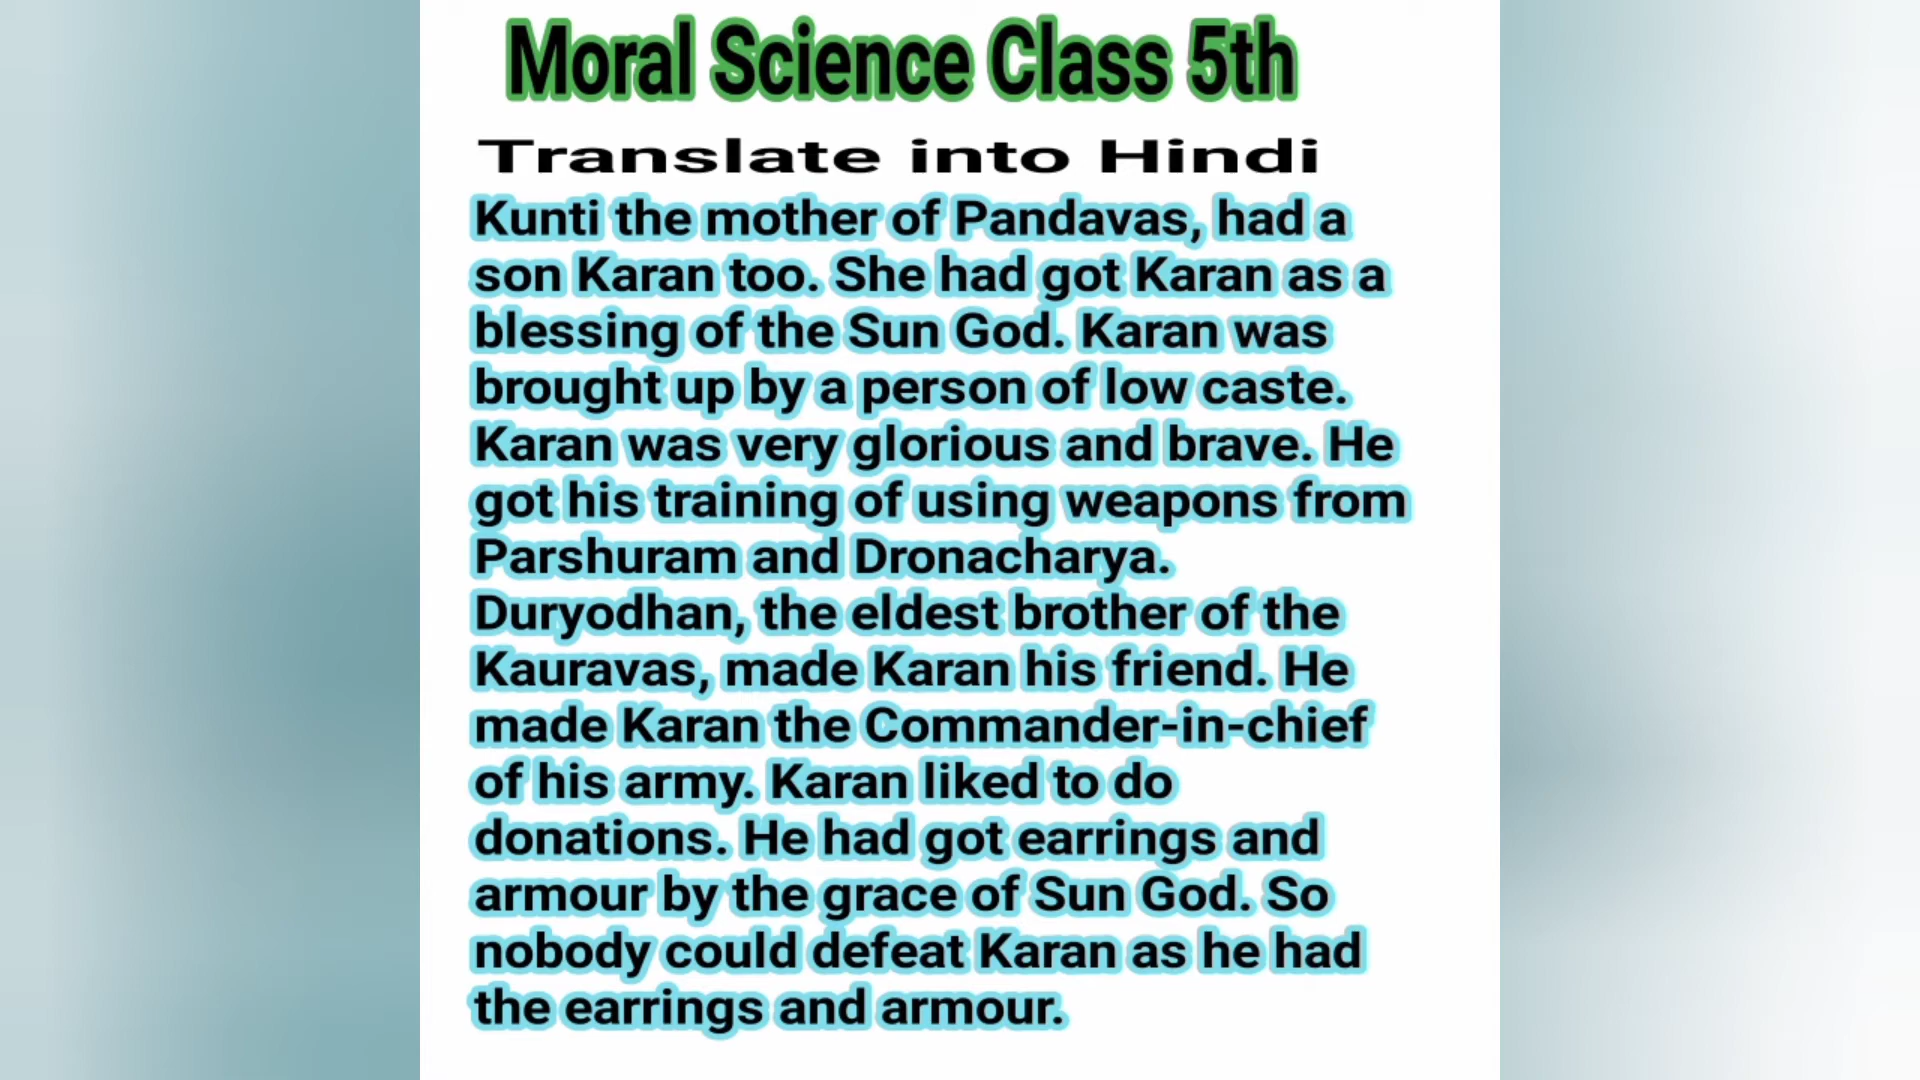 Moral Science Class 5th
Translate into Hindi
Kunti the mother of Pandavas, had a
son Karan too. She had got Karan as a
blessing of the Sun God. Karan was
brought up by a person of low caste.
Karan was very glorious and brave. He
got his training of using weapons from
Parshuram and Dronacharya.
Duryodhan, the eldest brother of the
Kauravas, made Karan his friend. He
made Karan the Commander-in-chief
of his army. Karan liked to do
donations. He had got earrings and
armour by the grace of Sun God. So
nobody could defeat Karan as he had
the earrings and armour.